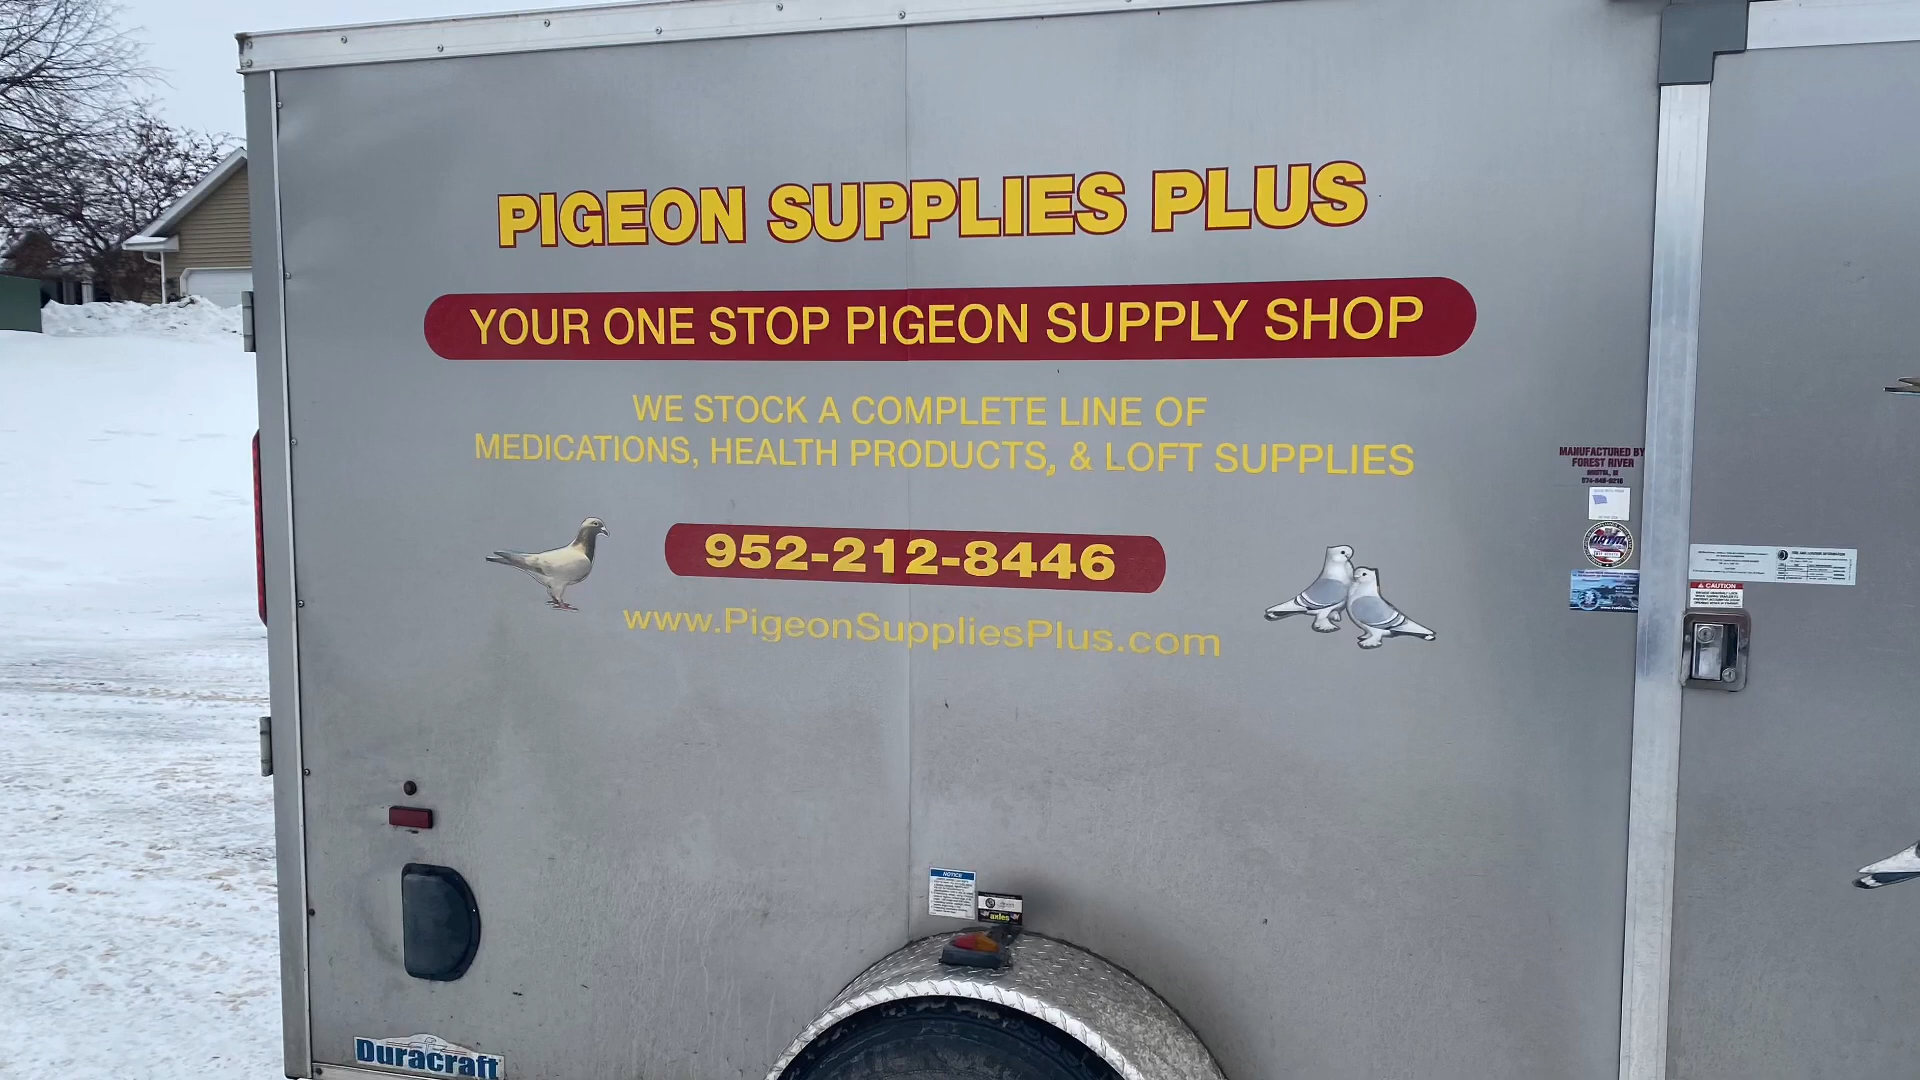 PIGEON SUPPLIES PLUS
YOUR ONE STOP PIGEON SUPPLY SHOP
WE STOCK A COMPLETE LINE OF
MEDICATIONS, HEALTH PRODUCTS, & LOFT SUPPLIES
952-212-8446
www.PigeonSuppliesPlus.com
MANUFACTURED BY
FOREST RIVER
CAUTION
NOTICE
axles
Duracraft